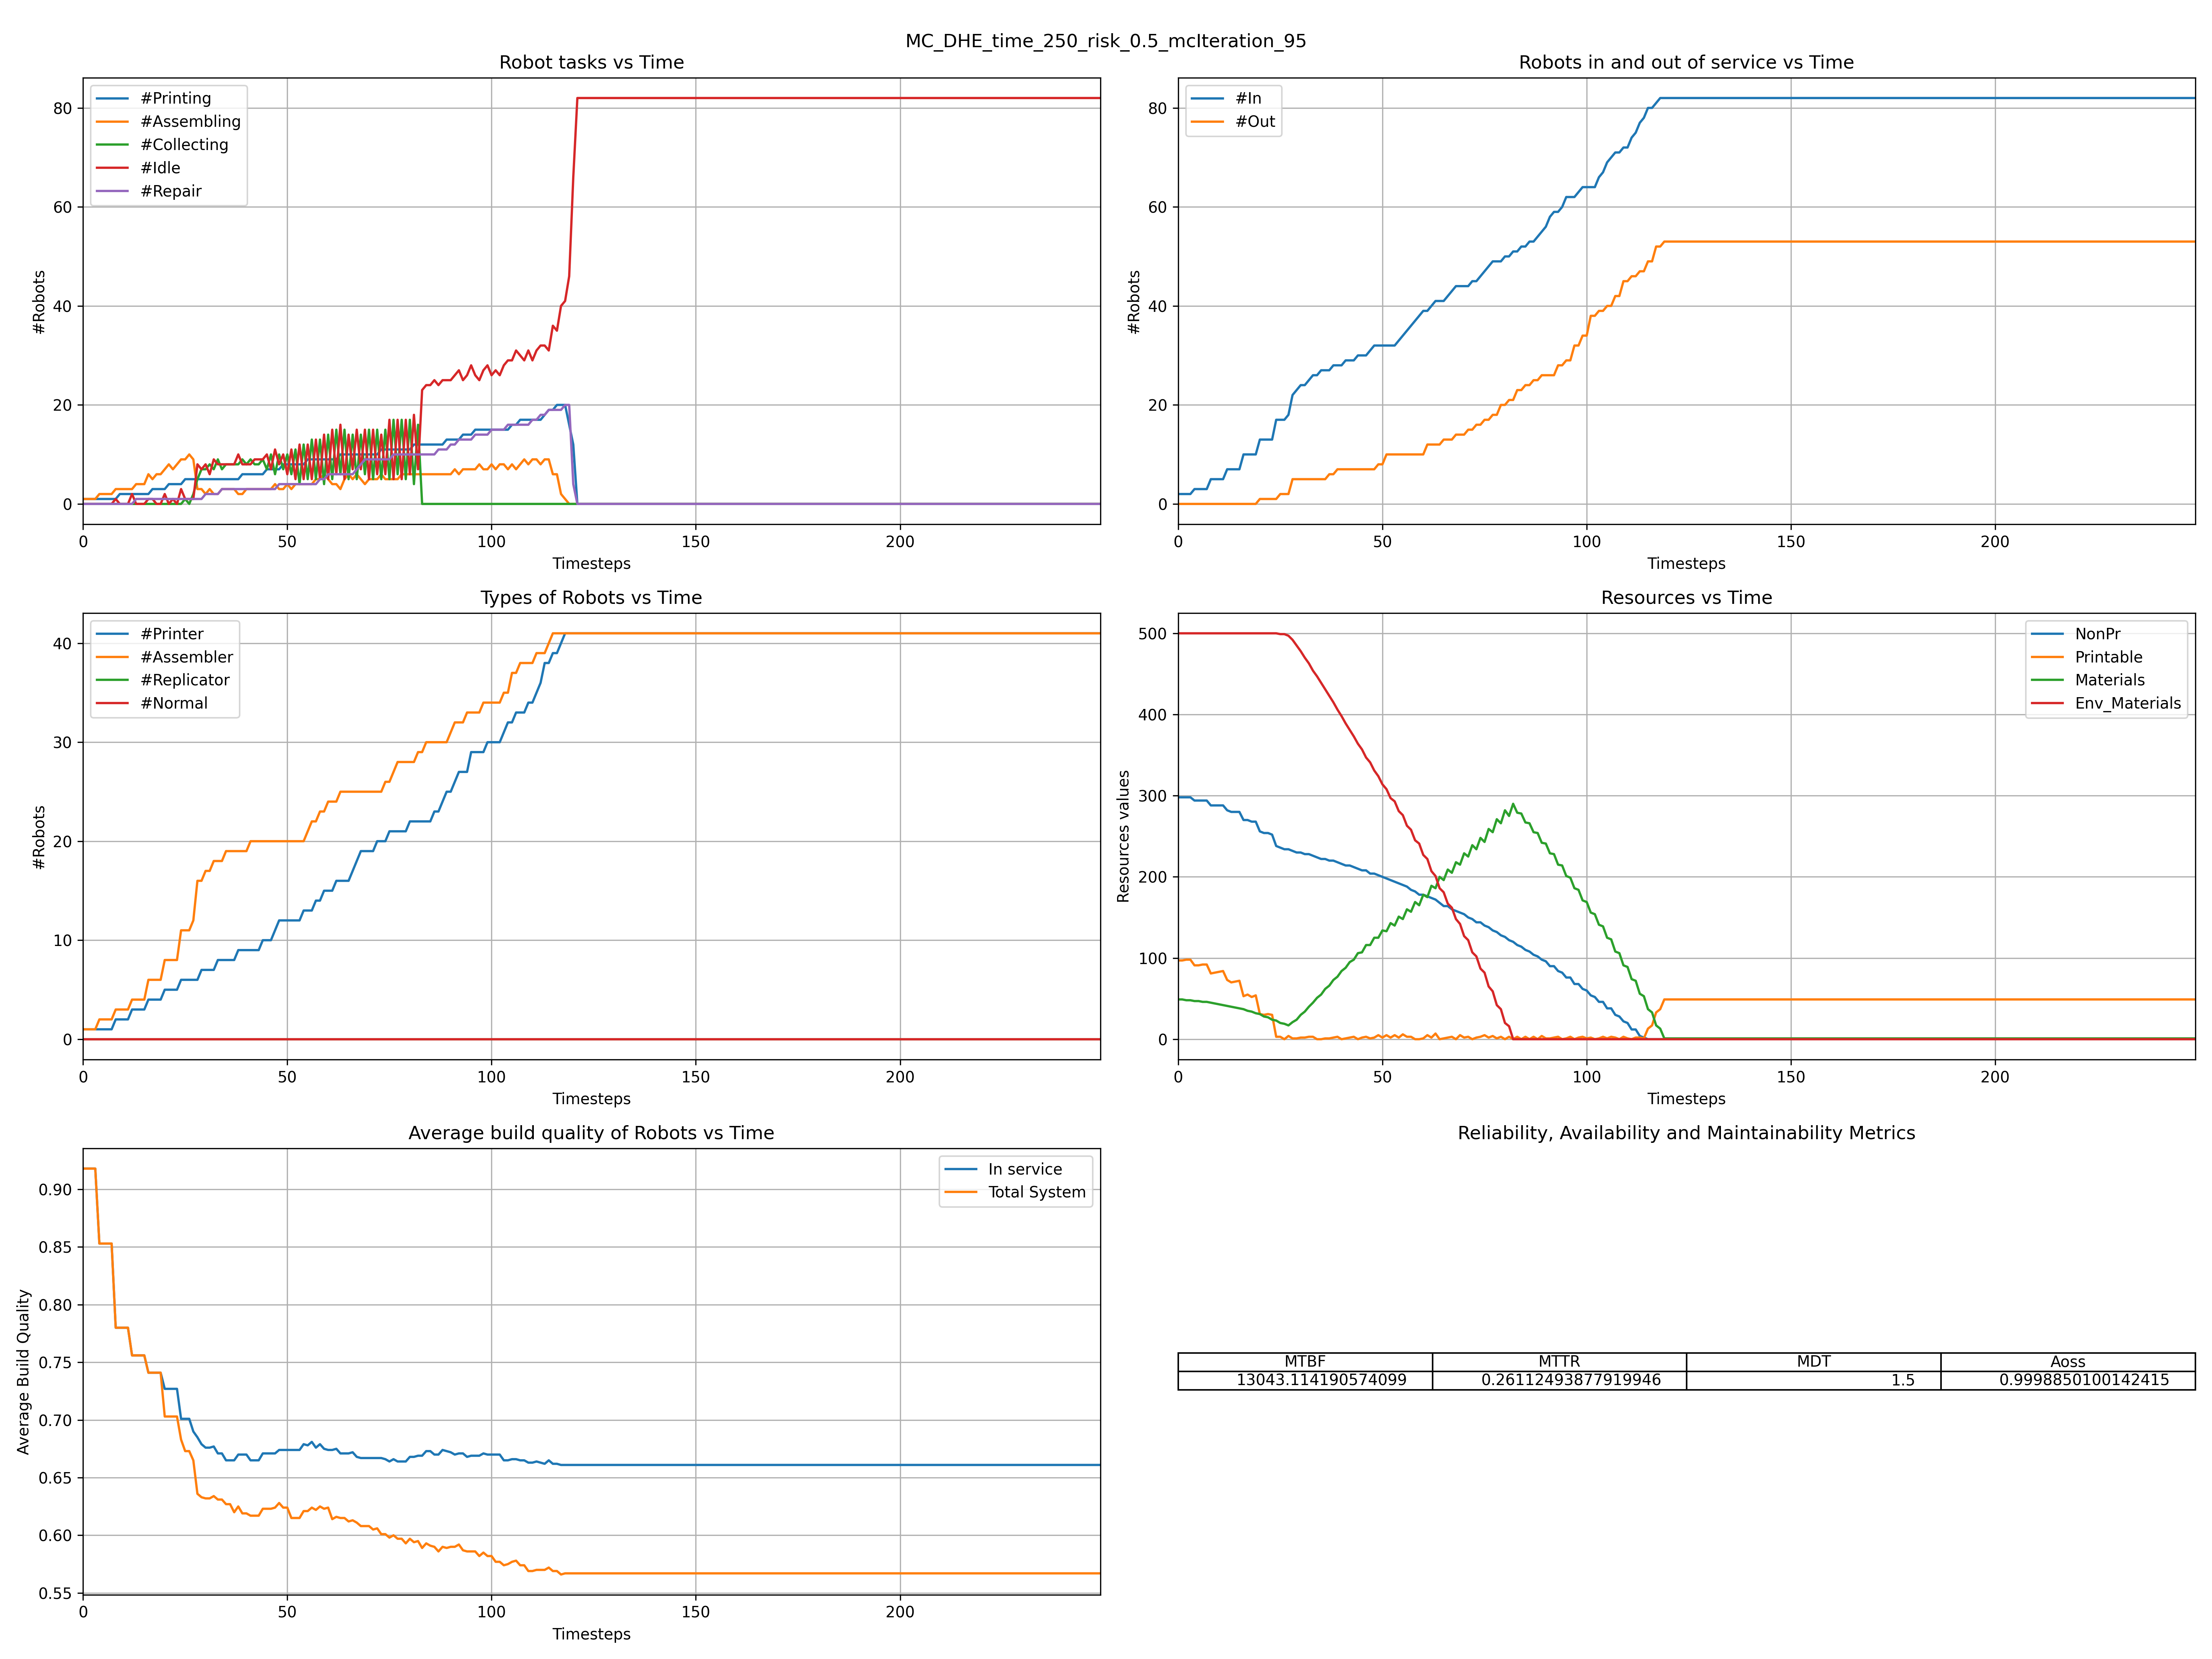 MC_DHE_time_250_risk_0.5_mcIteration_95
Robot tasks vs Time
#Printing
#Assembling
#Collecting
#Idle
#Repair
80
60
40
20
0
#Robots
0 50 100 150 200
Timesteps
Robots in and out of service vs Time
#In
#Out
80
60
40
20
0
#Robots
0 50 100 150 200
Timesteps
Types of Robots vs Time
#Printer
#Assembler
#Replicator
#Normal
40
30
20
10
0
#Robots
0 50 100 150 200
Timesteps
Resources vs Time
NonPr
Printable
Materials
Env_Materials
500
400
300
200
100
0
Resources values
0 50 100 150 200
Timesteps
Average build quality of Robots vs Time
In service
Total System
0.90
0.85
0.80
0.75
0.70
0.65
0.60
0.55
Average Build Quality
0 50 100 150 200
Timesteps
Reliability, Availability and Maintainability Metrics
MTBF MTTR MDT Aoss
13043.114190574099 0.26112493877919946 1.5 0.9998850100142415